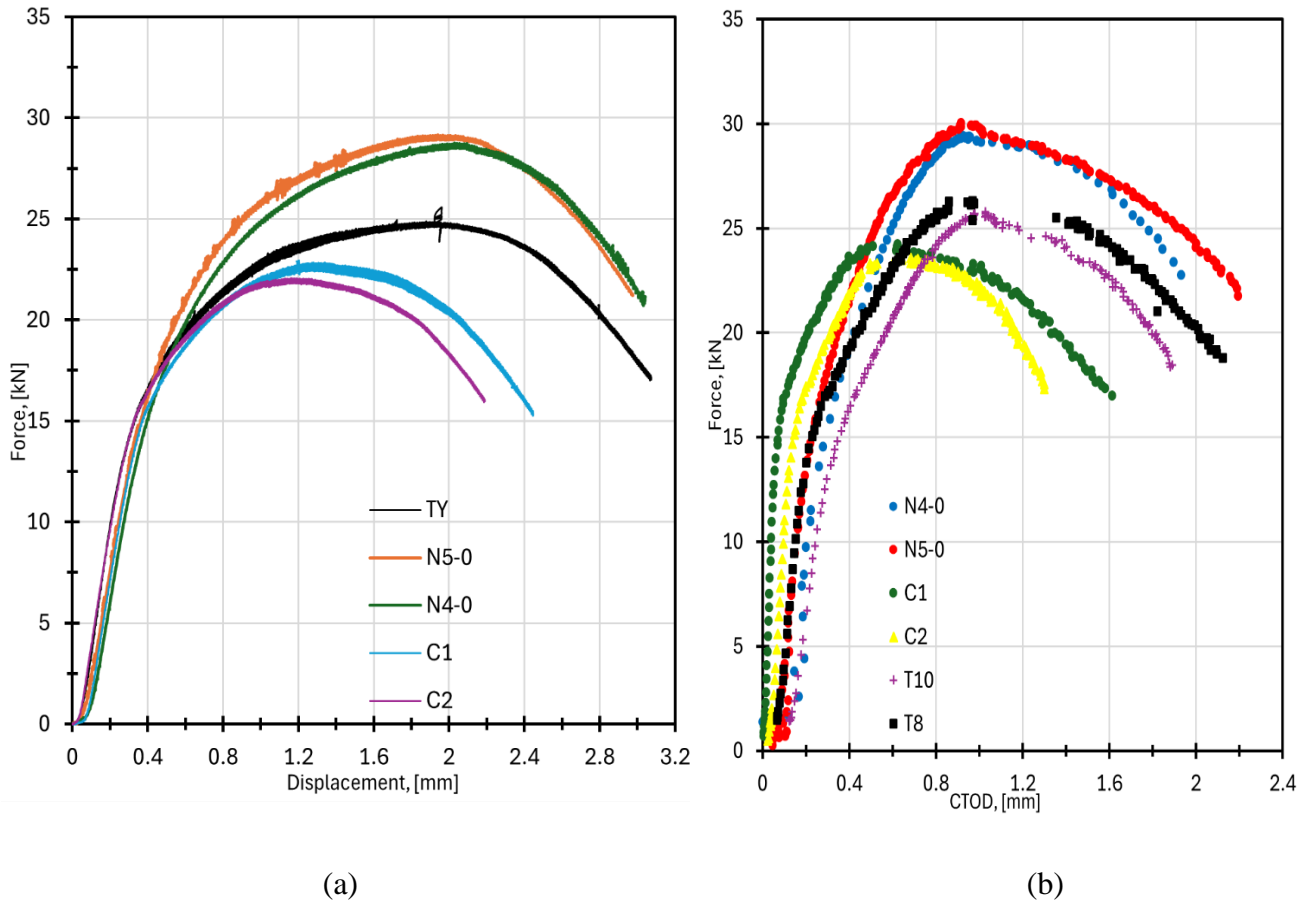 35
30
25
20
15
10
5
0
Force, [kN]
TY
N5-0
N4-0
C1
C2
0 0.4 0.8 1.2 1.6 2 2.4 2.8 3.2
Displacement, [mm]
(a)
35
30
25
20
15
10
5
0
Force, [kN]
N4-0
N5-0
C1
C2
T10
T8
0 0.4 0.8 1.2 1.6 2 2.4
CTOD, [mm]
(b)